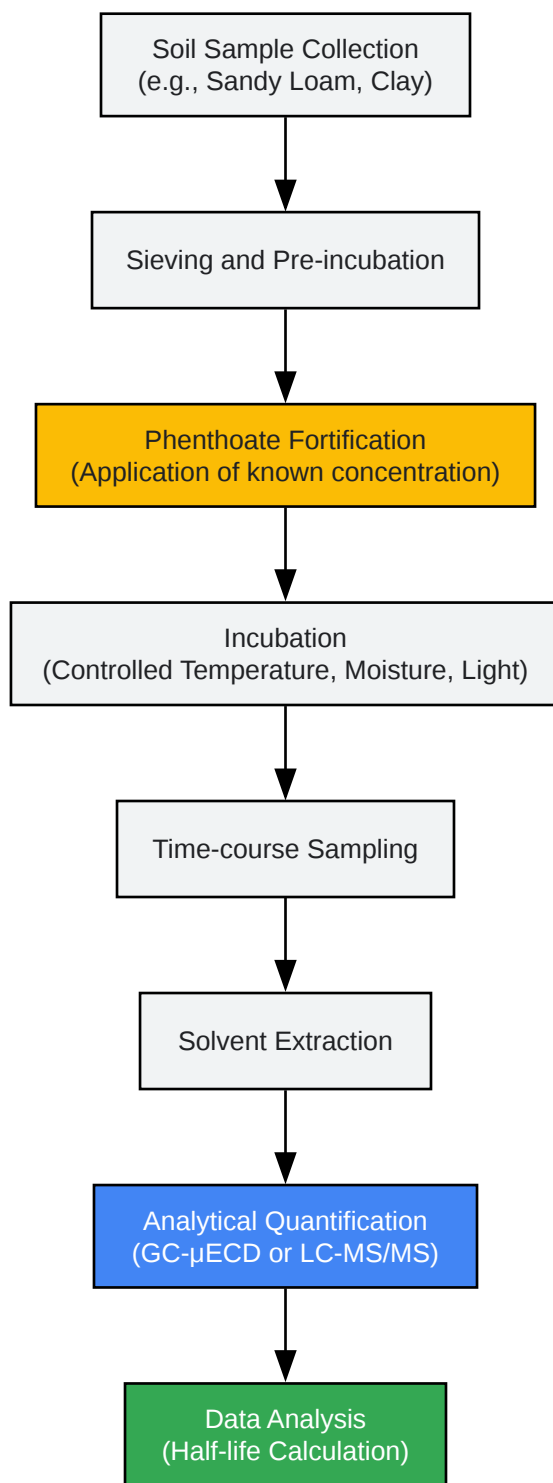 Soil Sample Collection
(e.g., Sandy Loam, Clay)
Sieving and Pre-incubation
Phenthoate Fortification
(Application of known concentration)
Incubation
(Controlled Temperature, Moisture, Light)
Time-course Sampling
Solvent Extraction
Analytical Quantification
(GC-μECD or LC-MS/MS)
Data Analysis
(Half-life Calculation)